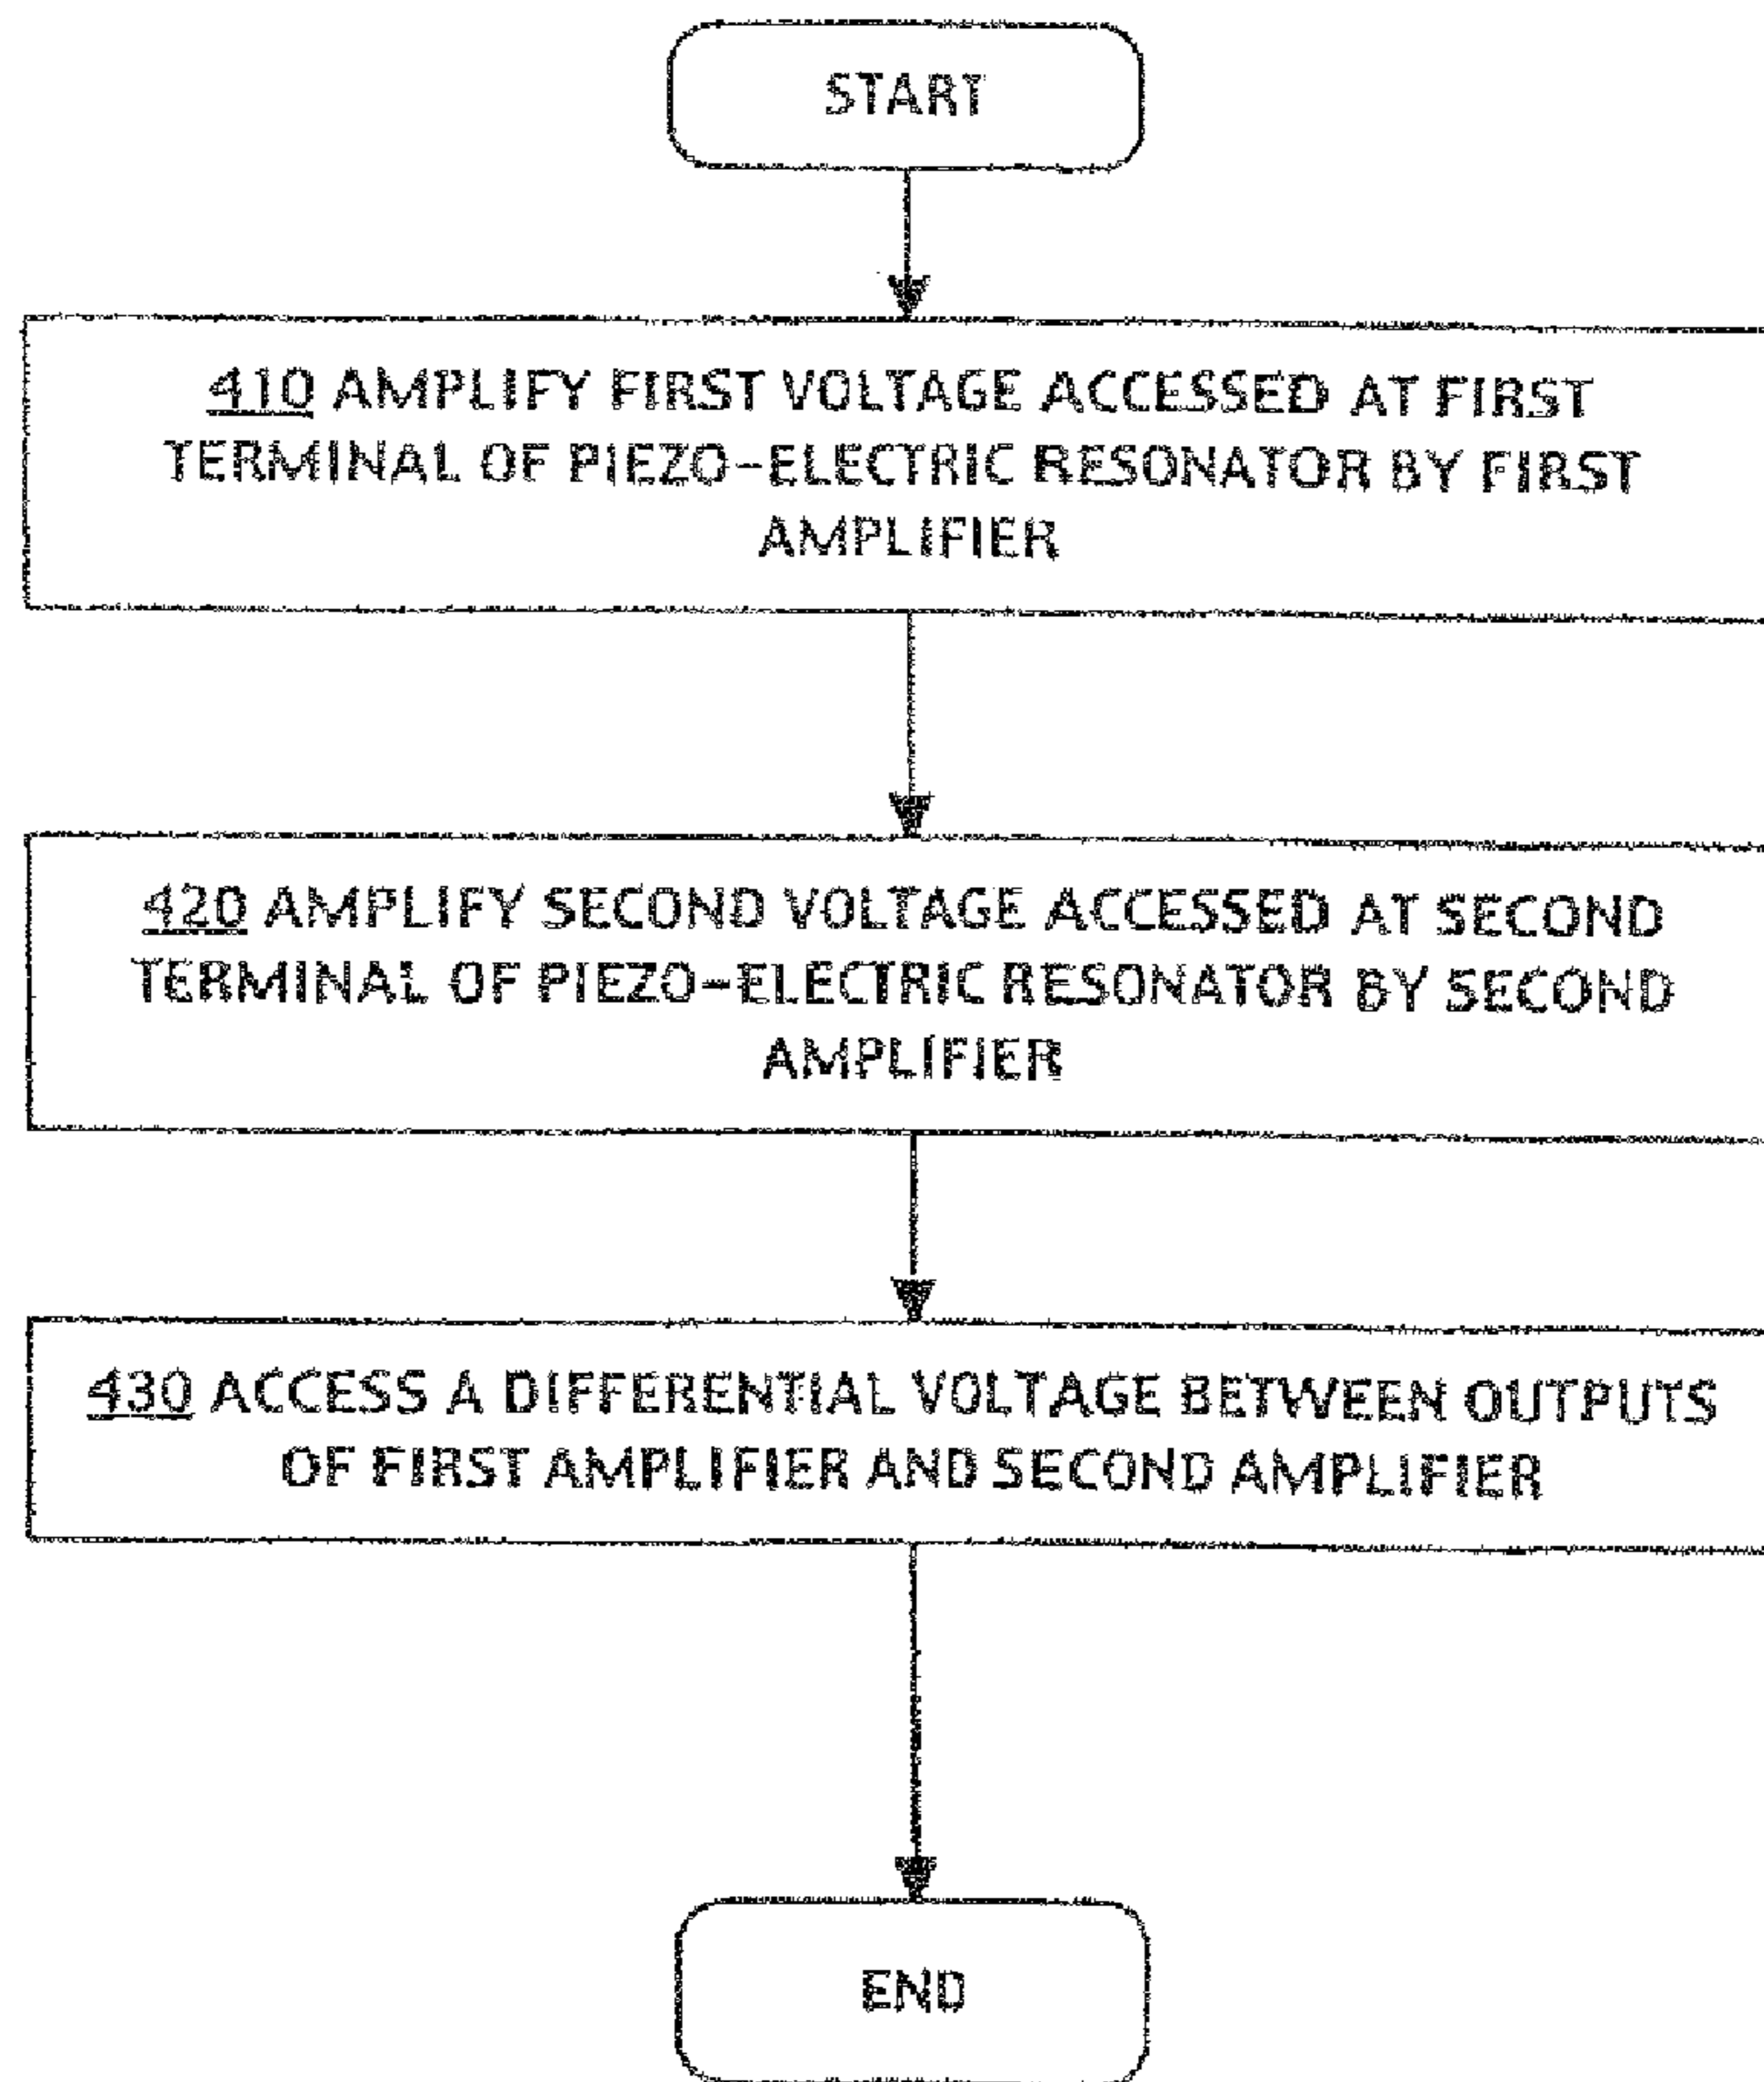 START
410 AMPLIFY FIRST VOLTAGE ACCESSED AT FIRST
TERMINAL OF PIEZO-ELECTRIC RESONATOR BY FIRST
AMPLIFIER
420 AMPLIFY SECOND VOLTAGE ACCESSED AT SECOND
TERMINAL OF PIEZO-ELECTRIC RESONATOR BY SECOND
AMPLIFIER
430 ACCESS A DIFFERENTIAL VOLTAGE BETWEEN OUTPUTS
OF FIRST AMPLIFIER AND SECOND AMPLIFIER
END